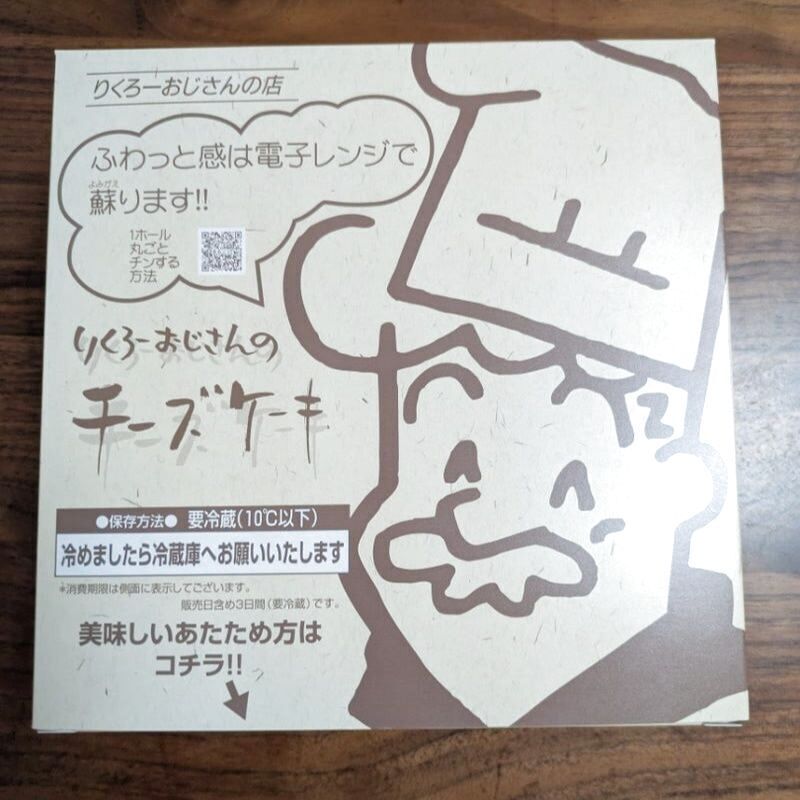 りくろーおじさんの店
ふわっと感は電子レンジで
よみがえ
蘇ります!!
1ホール
丸ごと
チンする
方法
りくろーおじさんの
チーズケーキ
●保存方法● 要冷蔵(10℃以下)
冷めましたら冷蔵庫へお願いいたします
*消費期限は側面に表示してございます。
販売日含め3日間(要冷蔵)です。
美味しいあたため方は
コチラ!!